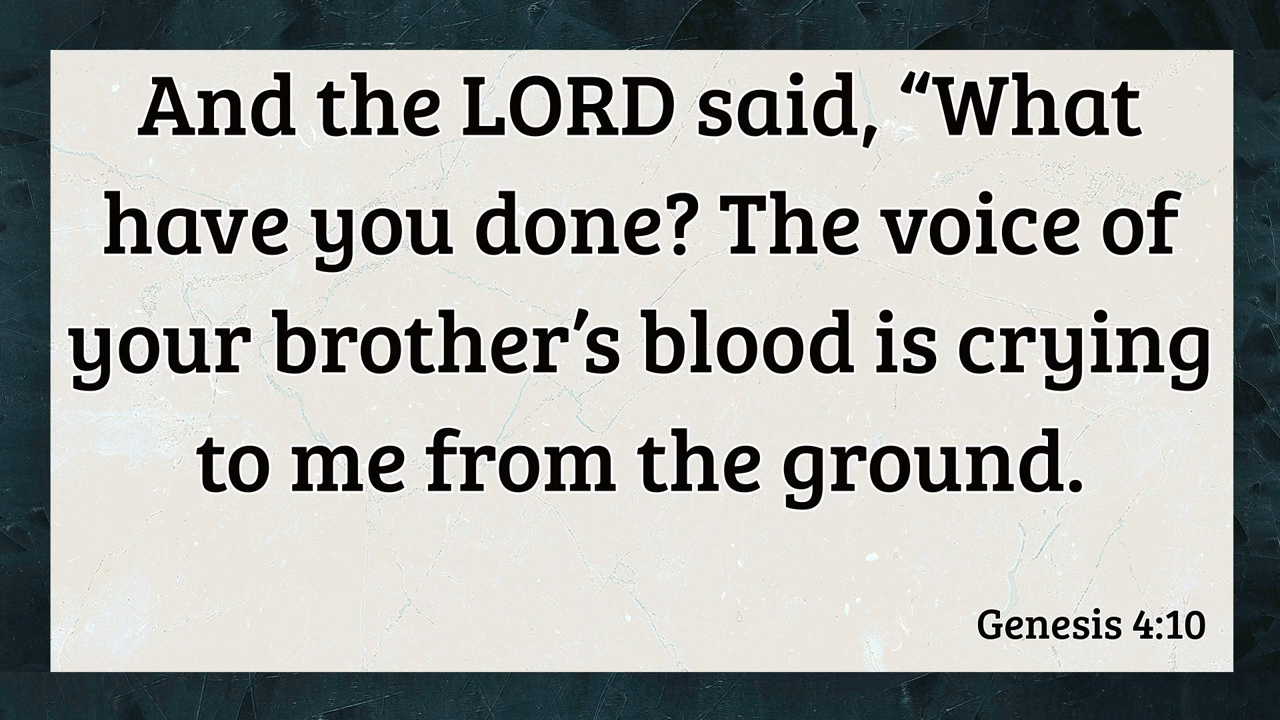 And the LORD said, “What
have you done? The voice of
your brother’s blood is crying
to me from the ground.
Genesis 4:10